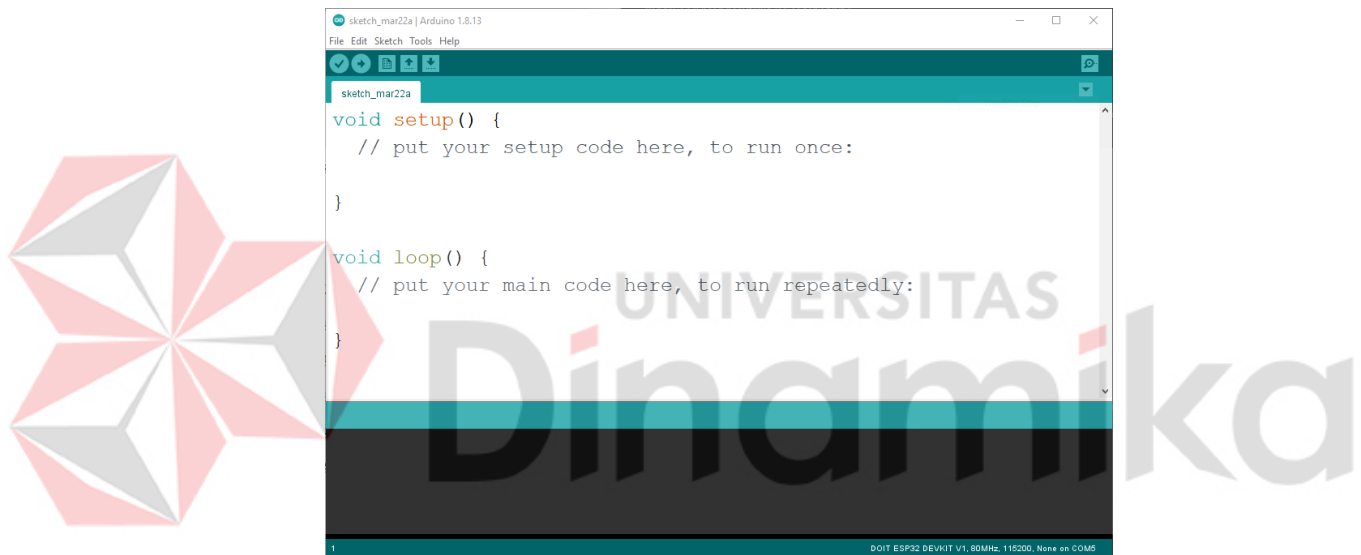 sketch_mar22a | Arduino 1.8.13
File Edit Sketch Tools Help
sketch_mar22a
void setup() {
// put your setup code here, to run once:
}
void loop() {
// put your main code here, to run repeatedly:
}
UNIVERSITAS
Dinamika
1 DOIT ESP32 DEVKIT V1, 80MHz, 115200, None on COM5